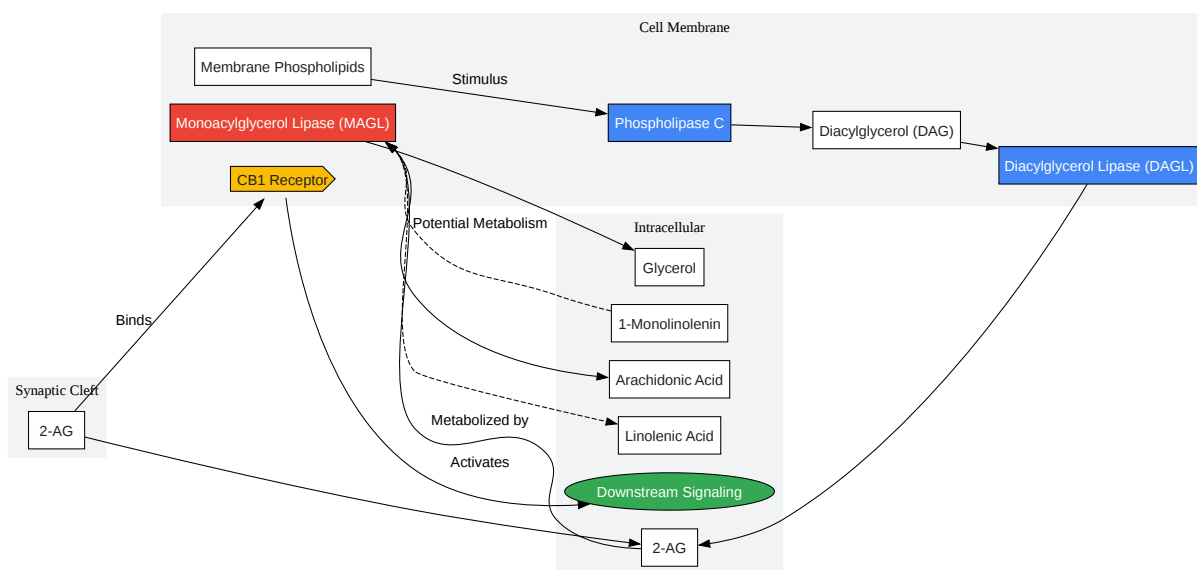 Cell Membrane
Membrane Phospholipids
Stimulus
Monoacylglycerol Lipase (MAGL)
Phospholipase C
Diacylglycerol (DAG)
Diacylglycerol Lipase (DAGL)
CB1 Receptor
Potential Metabolism
Intracellular
Glycerol
Binds
1-Monolinolenin
Arachidonic Acid
Synaptic Cleft
2-AG
Metabolized by
Linolenic Acid
Activates
Downstream Signaling
2-AG